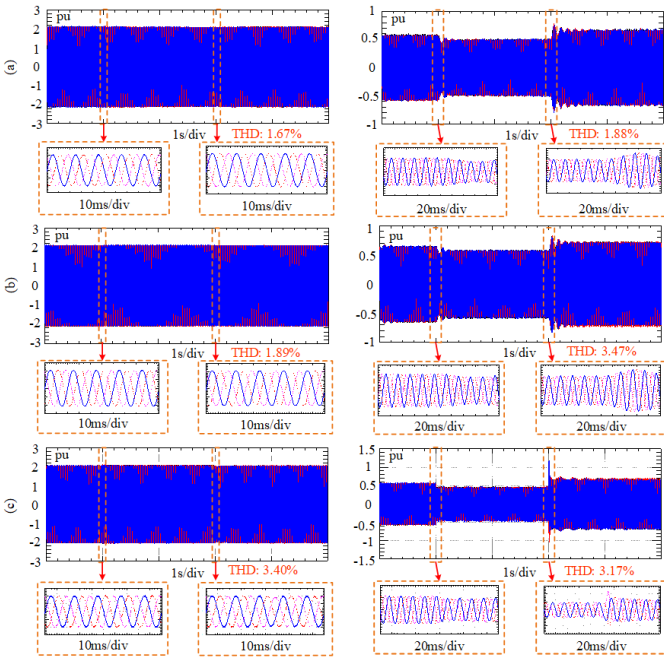 pu
3
2
1
0
-1
-2
-3
(a)
1s/div
THD: 1.67%
10ms/div
10ms/div
pu
1
0.5
0
-0.5
-1
1s/div
THD: 1.88%
20ms/div
20ms/div
pu
3
2
1
0
-1
-2
-3
(b)
1s/div
THD: 1.89%
10ms/div
10ms/div
pu
1
0.5
0
-0.5
-1
1s/div
THD: 3.47%
20ms/div
20ms/div
pu
3
2
1
0
-1
-2
-3
(c)
1s/div
THD: 3.40%
10ms/div
10ms/div
pu
1.5
1
0.5
0
-0.5
-1
-1.5
1s/div
THD: 3.17%
20ms/div
20ms/div